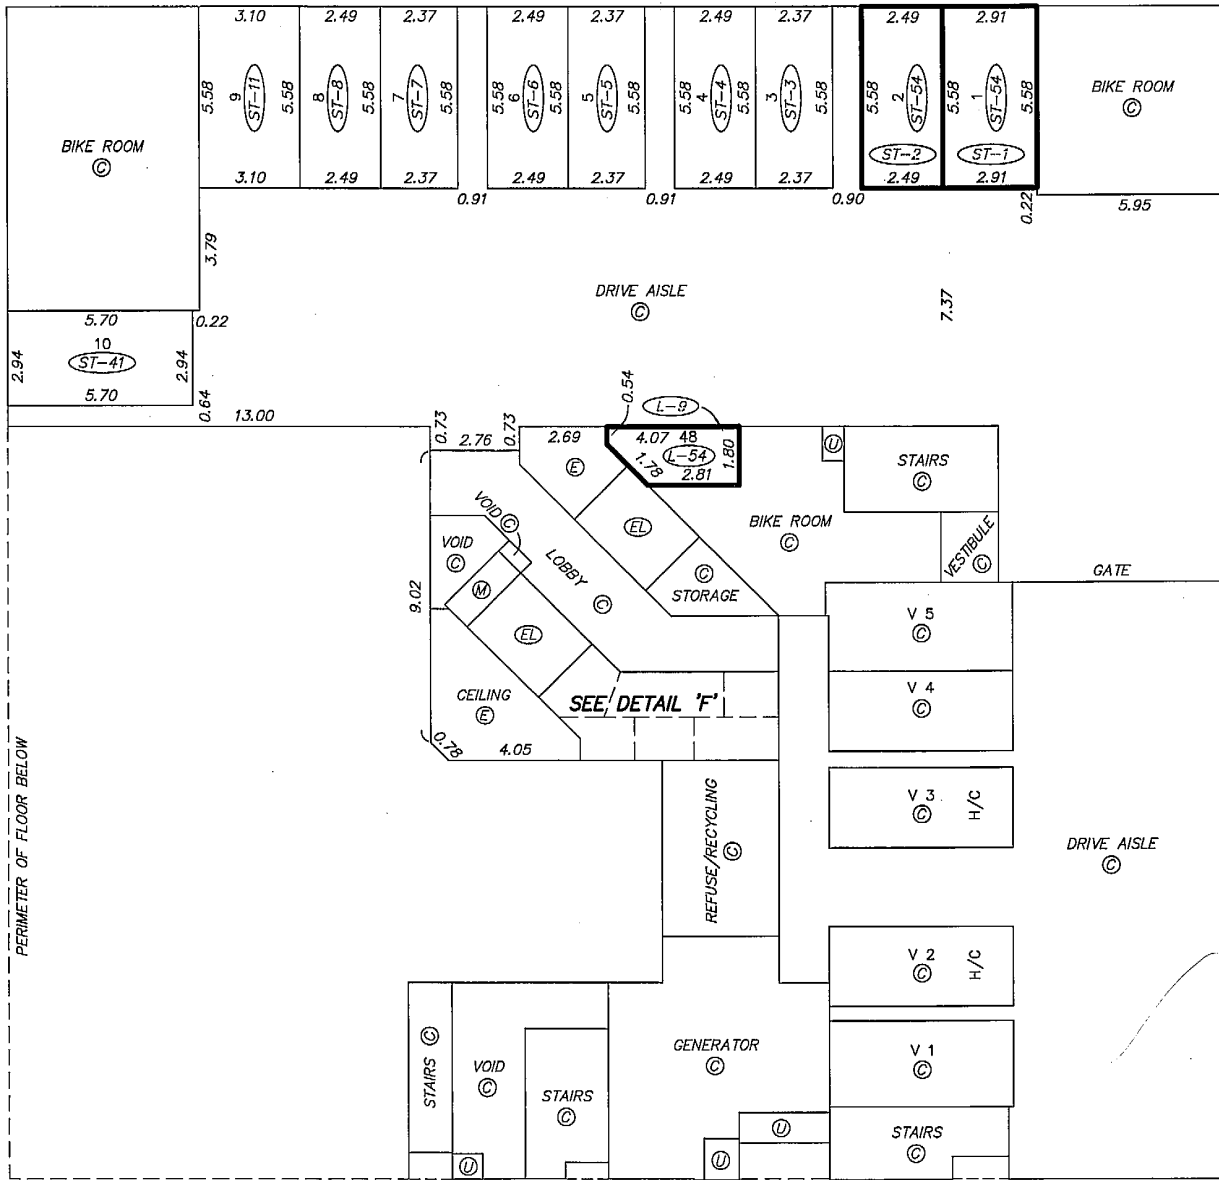 3.10 2.49 2.37 2.49 2.37 2.49 2.37 2.49 2.91
5.58 9 ST-11 5.58 8 ST-8 5.58 7 ST-7 5.58 5.58 6 ST-6 5.58 5 ST-5 5.58 5.58 4 ST-4 5.58 3 ST-3 5.58 5.58 2 ST-54 5.58 1 ST-54 5.58
BIKE ROOM
C
BIKE ROOM
C
ST-2 ST-1
3.10 2.49 2.37 2.49 2.37 2.49 2.37 2.49 2.91
0.91 0.91 0.90 0.22 5.95
3.79
DRIVE AISLE
C
7.37
5.70 0.22
2.94 10 2.94
ST-41
5.70
0.64
13.00
0.54 L-9
0.73 2.76 0.73 2.69 4.07 48
L-54
1.78 2.81 1.80
E
U
STAIRS
C
VOID C
EL
BIKE ROOM
C
VOID
C
LOBBY
C
C
STORAGE
VESTIBULE C
GATE
9.02
M
EL
V 5
C
CEILING
E
SEE DETAIL 'F'
V 4
C
0.78 4.05
PERIMETER OF FLOOR BELOW
V 3 H/C
C
REFUSE/RECYCLING C
DRIVE AISLE
C
V 2 H/C
C
STAIRS C
VOID
C
STAIRS
C
GENERATOR
C
V 1
C
U
U
U
STAIRS
C